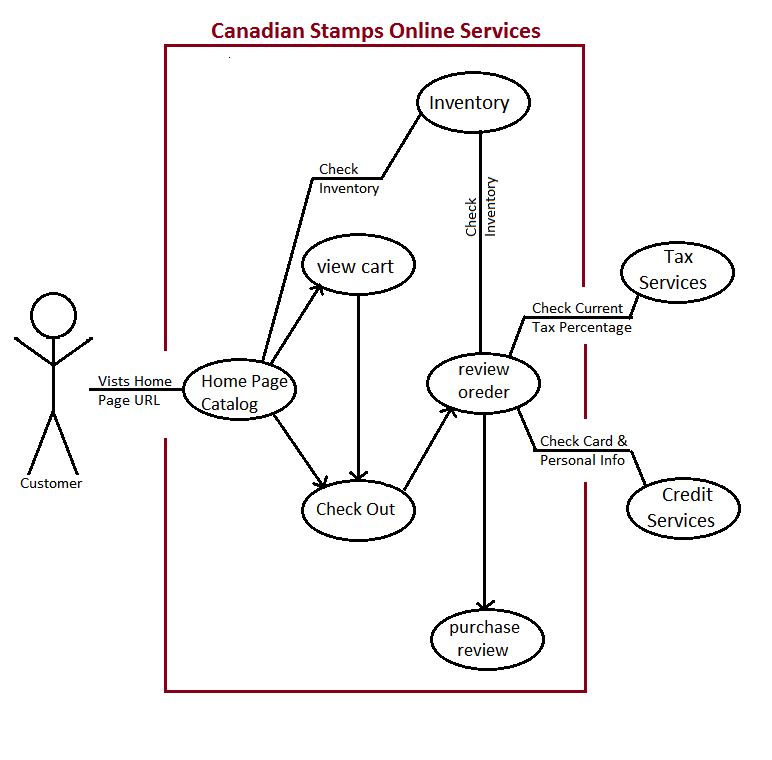 Canadian Stamps Online Services
Inventory
Check
Inventory
Check
Inventory
view cart
Tax
Services
Check Current
Tax Percentage
Vists Home
Page URL
Home Page
Catalog
review
oreder
Check Card &
Personal Info
Customer
Check Out
Credit
Services
purchase
review